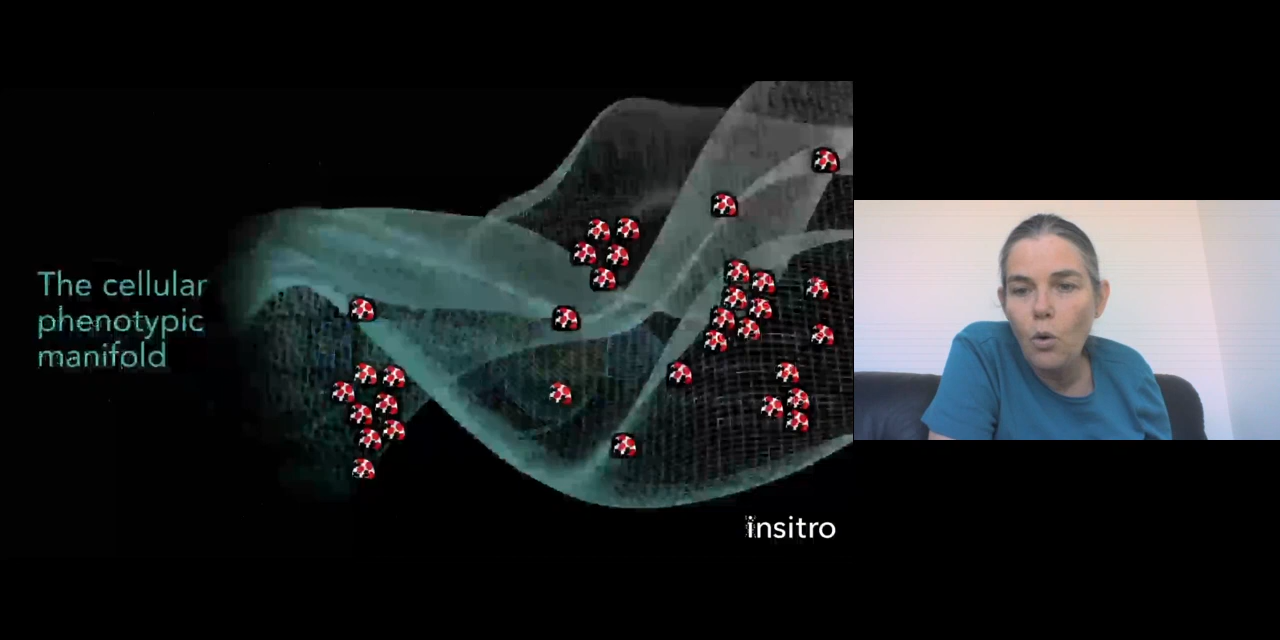 The cellular
phenotypic
manifold
insitro